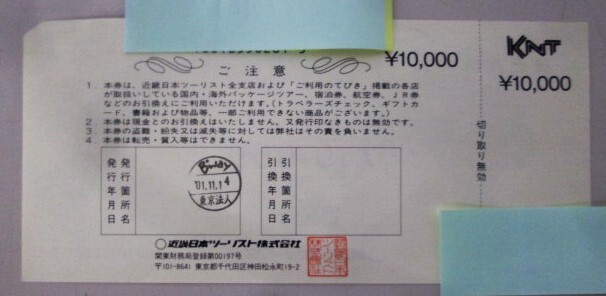 ¥10,000
KNT
¥10,000
ご注意
1．本券は、近畿日本ツーリスト全支店および「ご利用のてびき」掲載の各店
が取扱いしている国内・海外パッケージツアー、宿泊券、航空券、JR券
などのお引換えにご利用いただけます。（トラベラーズチェック、ギフトカ
ード、書籍および物品等、一部ご利用できない商品がございます。）
2．本券は現金とのお引換えはいたしません。又発行印なきものは無効です。
3．本券の盗難・紛失又は滅失等に対しては弊社はその責を負いません。
4．本券は転売・質入等はできません。
切り取り無効
発行年月日
発行箇所名
'01.11.14
東京法人
引換年月日
引換箇所名
近畿日本ツーリスト株式会社
関東財務局登録第00197号
〒101-8641 東京都千代田区神田松永町19-2